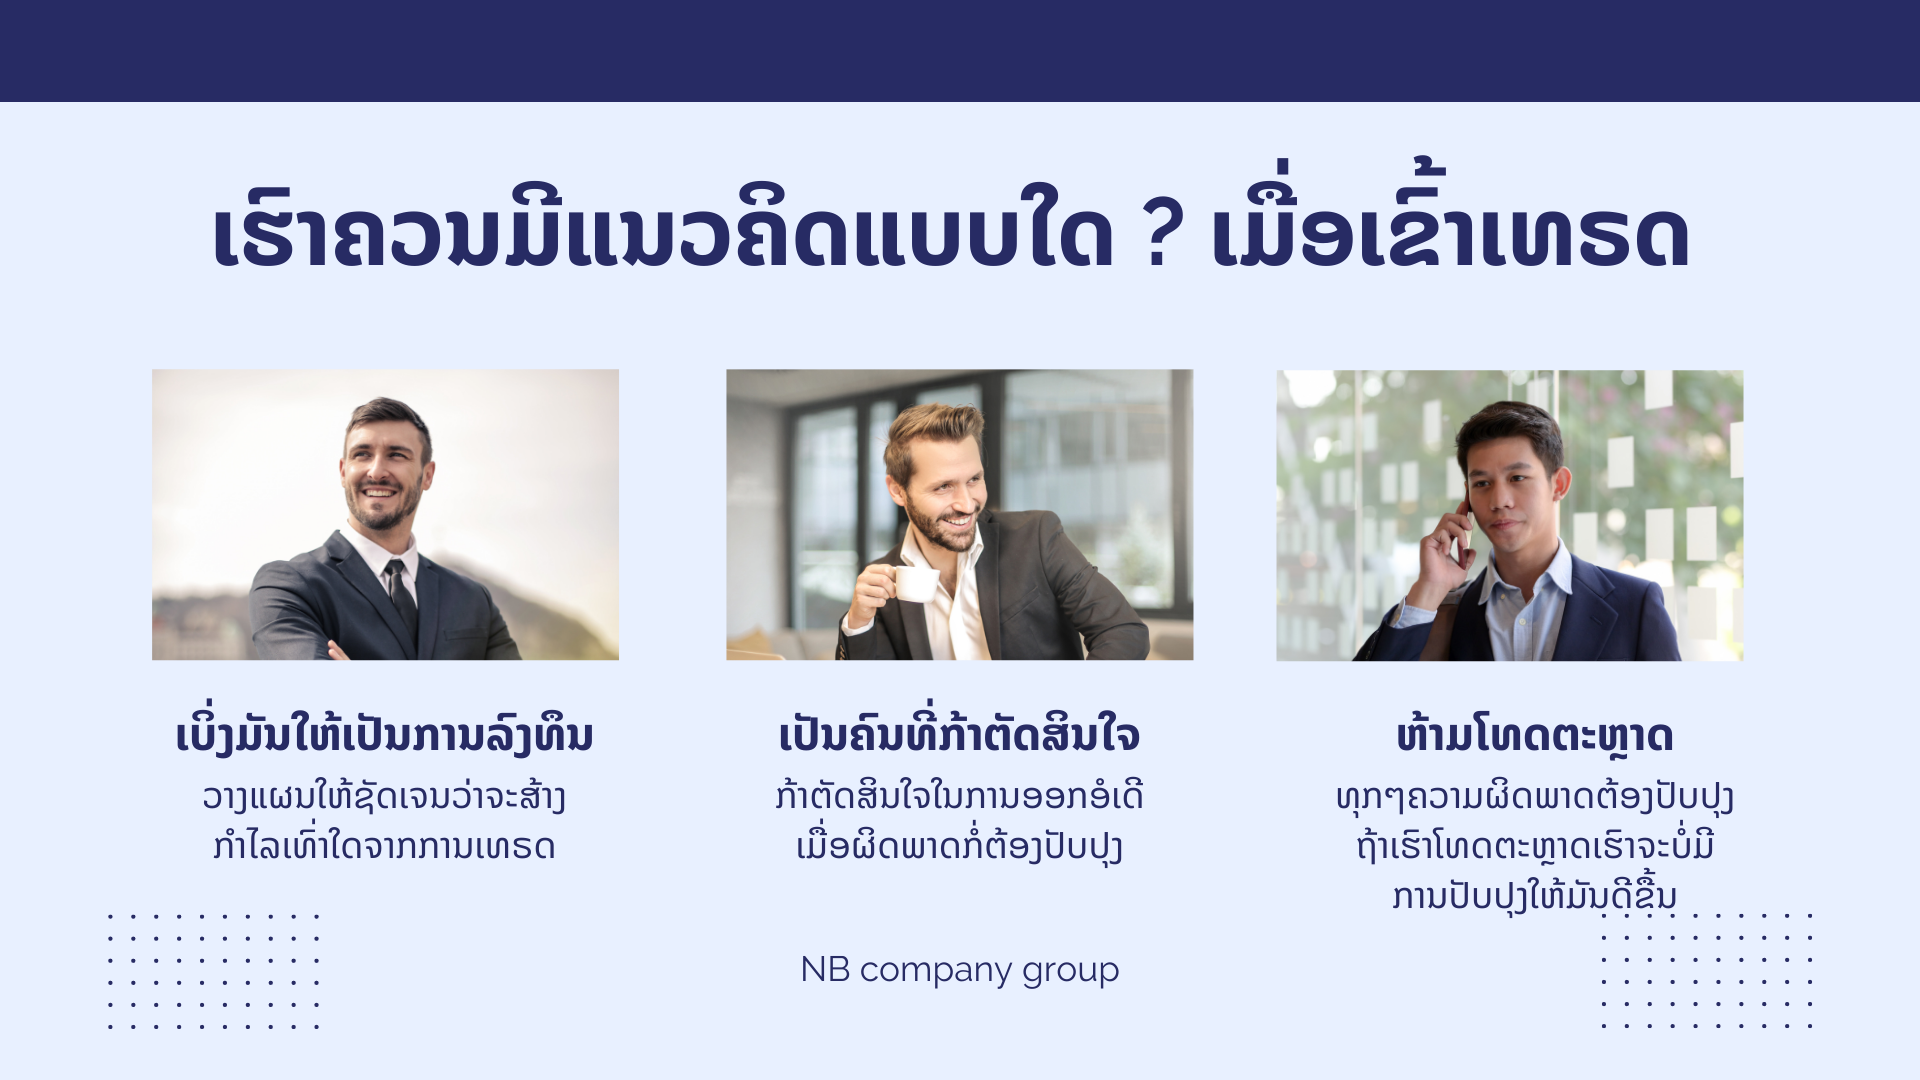 ເຮົາຄວນມີແນວຄິດແບບໃດ ? ເມື່ອເຂົ້າເທຣດ
ເບິ່ງມັນໃຫ້ເປັນການລົງທຶນ
ວາງແຜນໃຫ້ຊັດເຈນວ່າຈະສ້າງ
ກຳໄລເທົ່າໃດຈາກການເທຣດ
ເປັນຄົນທີ່ກ້າຕັດສິນໃຈ
ກ້າຕັດສິນໃຈໃນການອອກອໍເດີ
ເມື່ອຜິດພາດກໍ່ຕ້ອງປັບປຸງ
ຫ້າມໂທດຕະຫຼາດ
ທຸກໆຄວາມຜິດພາດຕ້ອງປັບປຸງ
ຖ້າເຮົາໂທດຕະຫຼາດເຮົາຈະບໍ່ມີ
ການປັບປຸງໃຫ້ມັນດີຂື້ນ
NB company group